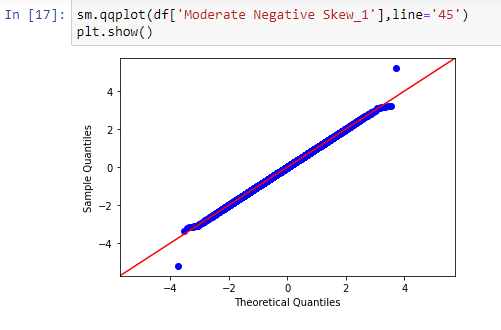 In [17]: sm.qqplot(df['Moderate Negative Skew_1'],line='45')
plt.show()
4
2
0
−2
−4
Sample Quantiles
−4 −2 0 2 4
Theoretical Quantiles